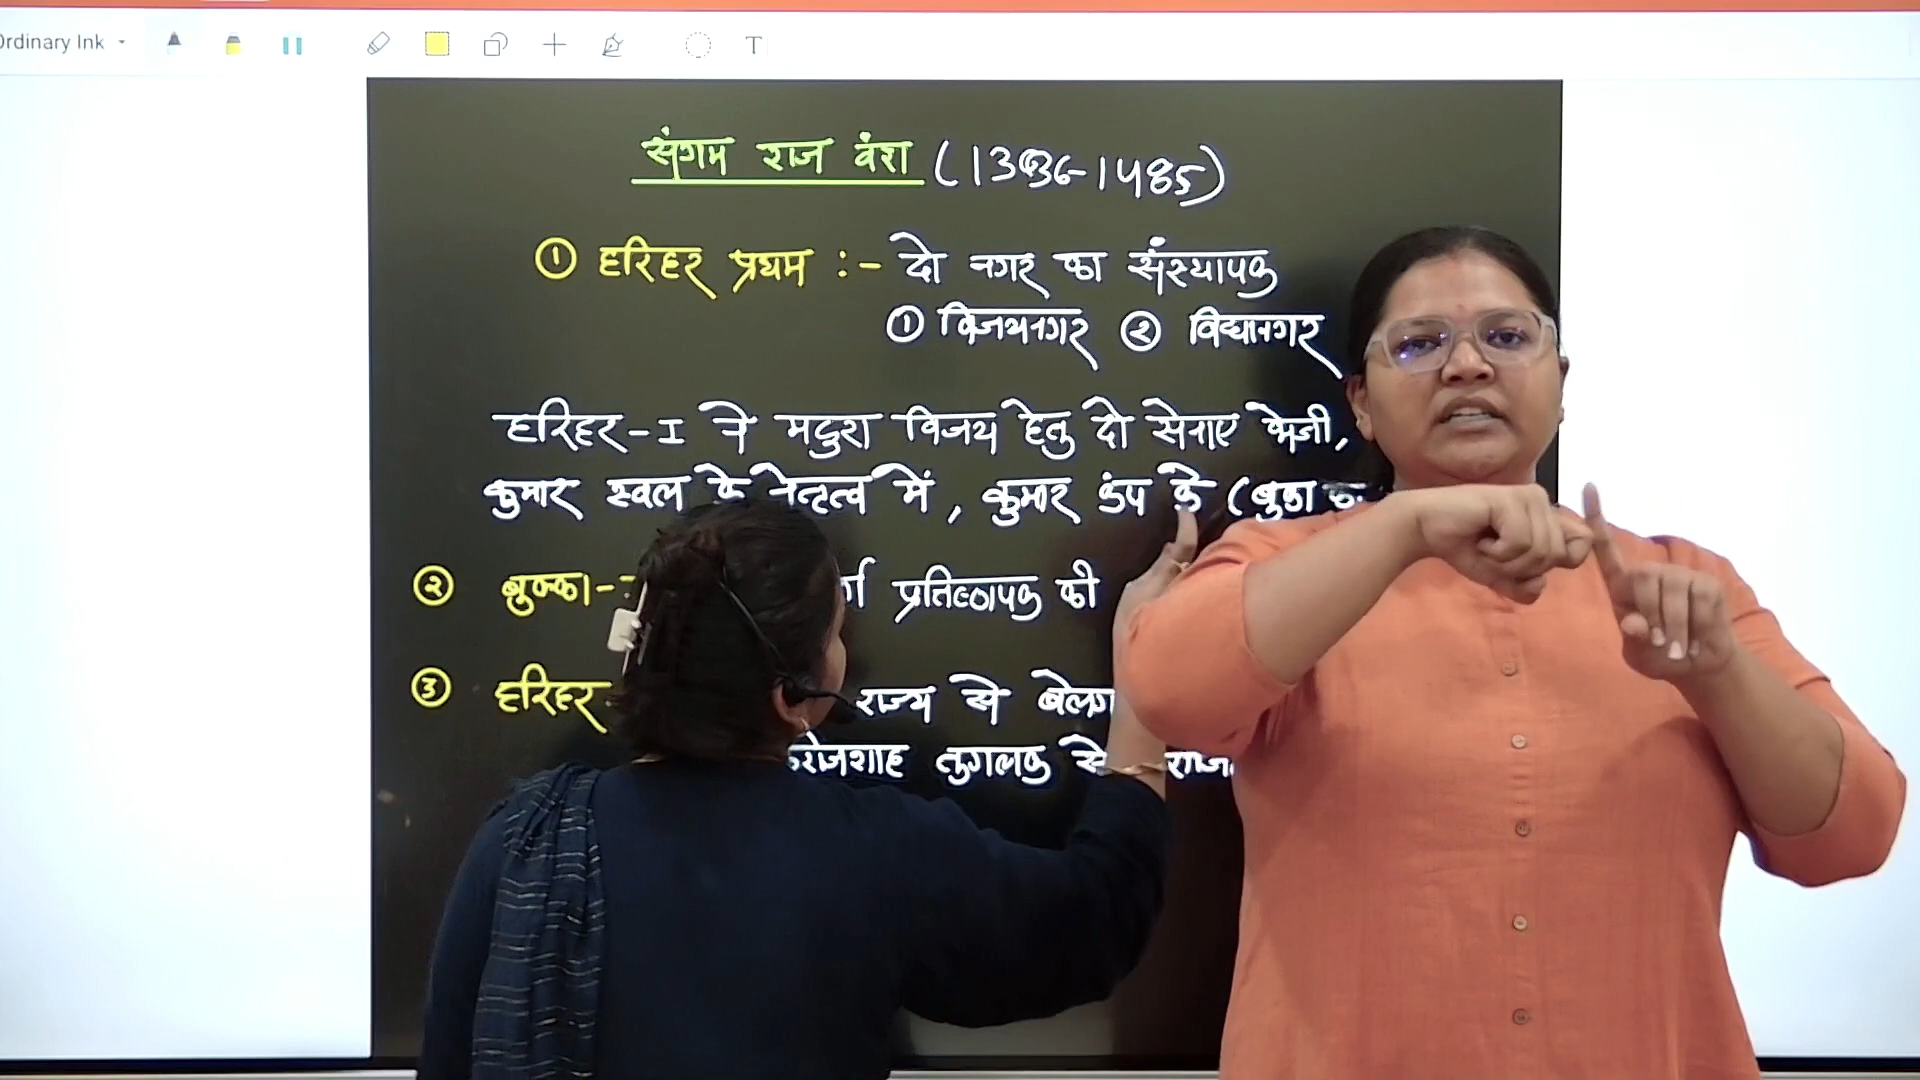 Ordinary Ink
T
संगम राज वंश (1336-1485)
① हरिहर प्रथम :- दो नगर का संस्थापक
① विजयनगर ② विद्यानगर
हरिहर-I ने मदुरा विजय हेतु दो सेनाए भेजी,
कुमार स्वल के नेतृत्व में, कुमार कंप के (बुक्का
② बुक्का- प्रतिष्ठापक की
③ हरिहर- राज्य से
तुगलक से